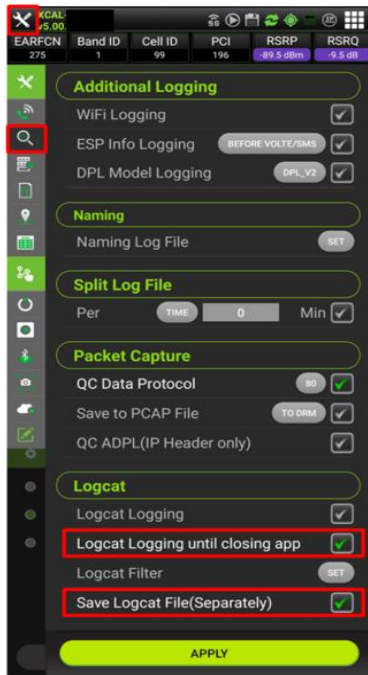 XCAL-
v5.00.
EARFCN Band ID Cell ID PCI RSRP RSRQ
275 1 99 196 -89.5 dBm -9.5 dB
Additional Logging
WiFi Logging
ESP Info Logging BEFORE VOLTE/SMS
DPL Model Logging DPL_V2
Naming
Naming Log File SET
Split Log File
Per TIME 0 Min
Packet Capture
QC Data Protocol 80
Save to PCAP File TO DRM
QC ADPL(IP Header only)
Logcat
Logcat Logging
Logcat Logging until closing app
Logcat Filter SET
Save Logcat File(Separately)
APPLY